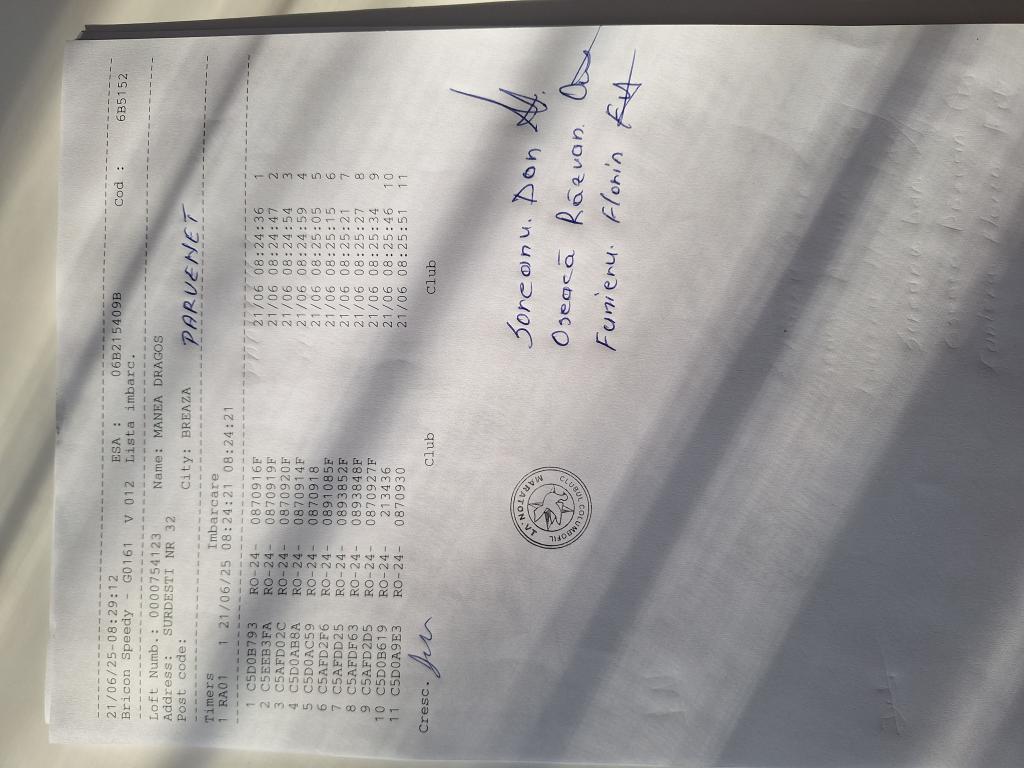 21/06/25-08:29:12 ESA : 06B215409B Cod : 6B5152
Bricon Speedy - G0161 V 012 Lista imbarc.
Loft Numb.: 0000754123 Name: MANEA DRAGOS
Address: SURDESTI NR 32
Post code: City: BREAZA PARVENET
Timers Imbarcare
1 RA01 1 21/06/25 08:24:21 08:24:21
1 C5D0B793 RO-24- 0870916F 21/06 08:24:36 1
2 C5EEB3FA RO-24- 0870919F 21/06 08:24:47 2
3 C5AFD02C RO-24- 0870920F 21/06 08:24:54 3
4 C5D0AB8A RO-24- 0870914F 21/06 08:24:59 4
5 C5D0AC59 RO-24- 0870918 21/06 08:25:05 5
6 C5AFD2F6 RO-24- 0891085F 21/06 08:25:15 6
7 C5AFDD25 RO-24- 0893852F 21/06 08:25:21 7
8 C5AFDF63 RO-24- 0893848F 21/06 08:25:27 8
9 C5AFD2D5 RO-24- 0870927F 21/06 08:25:34 9
10 C5D0B619 RO-24- 213436 21/06 08:25:46 10
11 C5D0A9E3 RO-24- 0870930 21/06 08:25:51 11
Cresc. Club Club
CLUBUL COLUMBOFIL
MARATON
Soreeanu. Dan
Oseacă Răzvan.
Fumieru. Florin